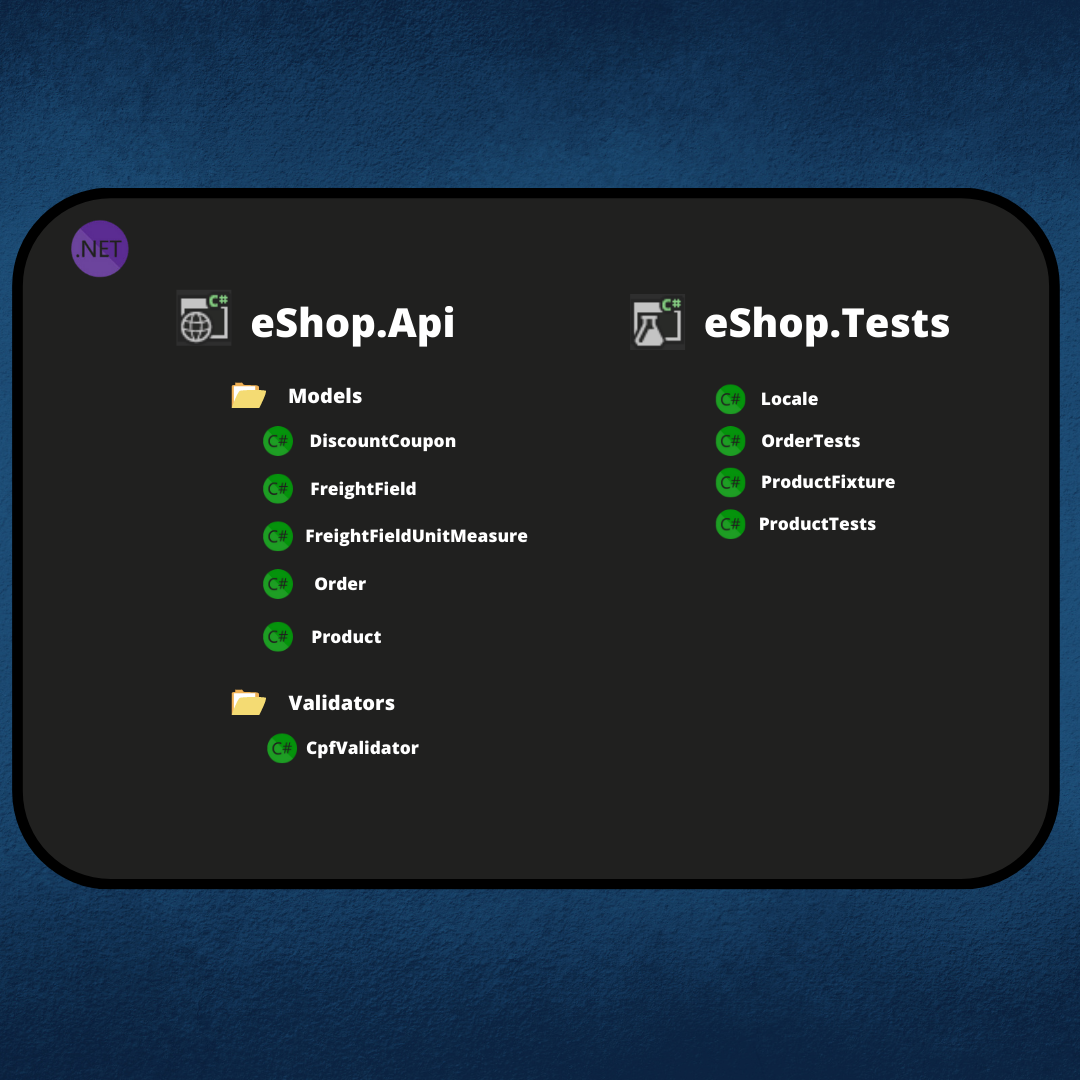 .NET
C#
eShop.Api
Models
C# DiscountCoupon
C# FreightField
C# FreightFieldUnitMeasure
C# Order
C# Product
Validators
C# CpfValidator
C#
eShop.Tests
C# Locale
C# OrderTests
C# ProductFixture
C# ProductTests